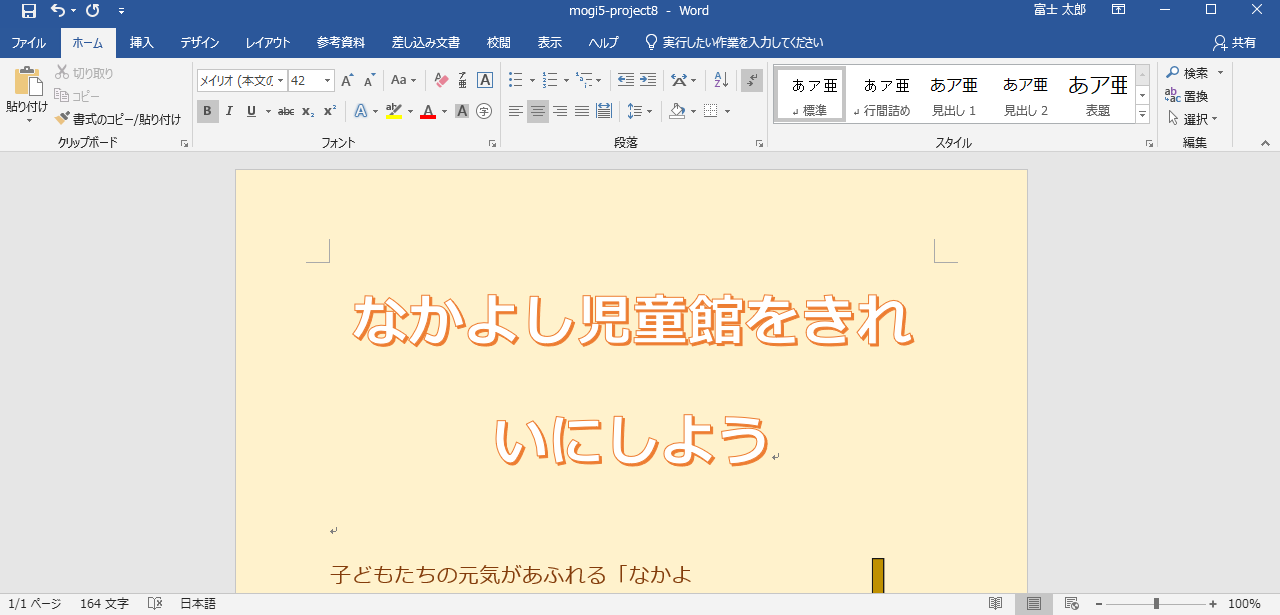 mogi5-project8 - Word
富士 太郎
ファイル ホーム 挿入 デザイン レイアウト 参考資料 差し込み文書 校閲 表示 ヘルプ 実行したい作業を入力してください 共有
貼り付け
切り取り
コピー
書式のコピー/貼り付け
クリップボード
メイリオ (本文の 42
フォント
段落
あア亜 標準
あア亜 行間詰め
あア亜 見出し 1
あア亜 見出し 2
あア亜 表題
スタイル
検索
置換
選択
編集
なかよし児童館をきれ
いにしよう
子どもたちの元気があふれる「なかよ
1/1 ページ 164 文字 日本語 100%